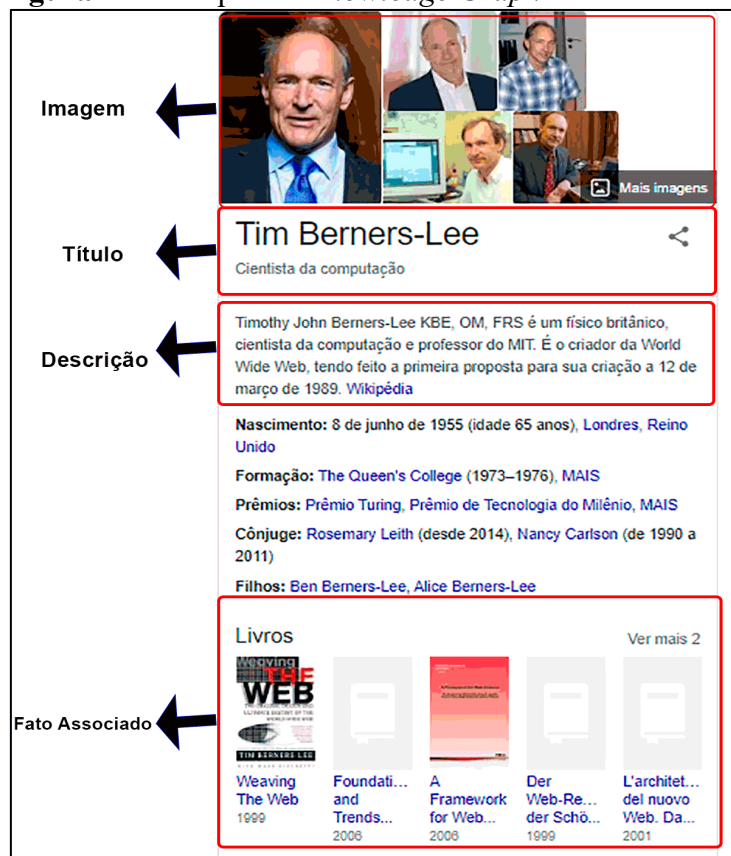 Imagem
Mais imagens
Título
Tim Berners-Lee
Cientista da computação
Descrição
Timothy John Berners-Lee KBE, OM, FRS é um físico britânico,
cientista da computação e professor do MIT. É o criador da World
Wide Web, tendo feito a primeira proposta para sua criação a 12 de
março de 1989. Wikipédia
Nascimento: 8 de junho de 1955 (idade 65 anos), Londres, Reino
Unido
Formação: The Queen's College (1973–1976), MAIS
Prêmios: Prêmio Turing, Prêmio de Tecnologia do Milênio, MAIS
Cônjuge: Rosemary Leith (desde 2014), Nancy Carlson (de 1990 a
2011)
Filhos: Ben Berners-Lee, Alice Berners-Lee
Fato Associado
Livros
Ver mais 2
Weaving
THE
WEB
TIM BERNERS-LEE
Weaving
The Web
1999
Foundati...
and
Trends...
2006
A
Framework
for Web...
2006
Der
Web-Re...
der Schö...
1999
L'architet...
del nuovo
Web. Da...
2001